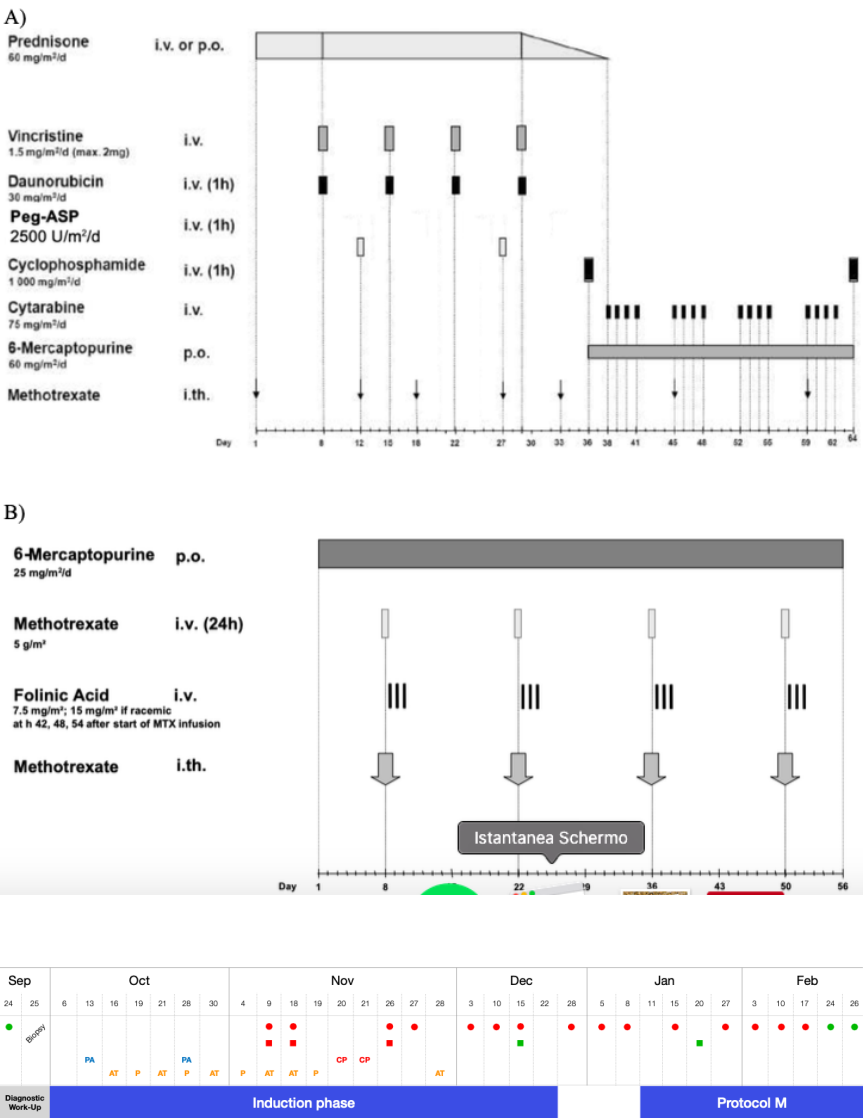 A)
Prednisone i.v. or p.o.
60 mg/m²/d
Vincristine i.v.
1.5 mg/m²/d (max. 2mg)
Daunorubicin i.v. (1h)
30 mg/m²/d
Peg-ASP i.v. (1h)
2500 U/m²/d
Cyclophosphamide i.v. (1h)
1 000 mg/m²/d
Cytarabine i.v.
75 mg/m²/d
6-Mercaptopurine p.o.
60 mg/m²/d
Methotrexate i.th.
Day 1 8 12 15 18 22 27 30 33 36 38 41 45 48 52 55 59 62 64
B)
6-Mercaptopurine p.o.
25 mg/m²/d
Methotrexate i.v. (24h)
5 g/m²
Folinic Acid i.v.
7.5 mg/m²; 15 mg/m² if racemic
at h 42, 48, 54 after start of MTX infusion
Methotrexate i.th.
Istantanea Schermo
Day 1 8 22 29 36 43 50 56
Sep Oct Nov Dec Jan Feb
24 25 6 13 16 19 21 28 30 4 9 18 19 20 21 26 27 28 3 10 15 22 28 5 8 11 15 20 27 3 10 17 24 26
Biopsy
PA PA CP CP
AT P AT P AT P AT AT P AT
Diagnostic
Work-Up
Induction phase Protocol M